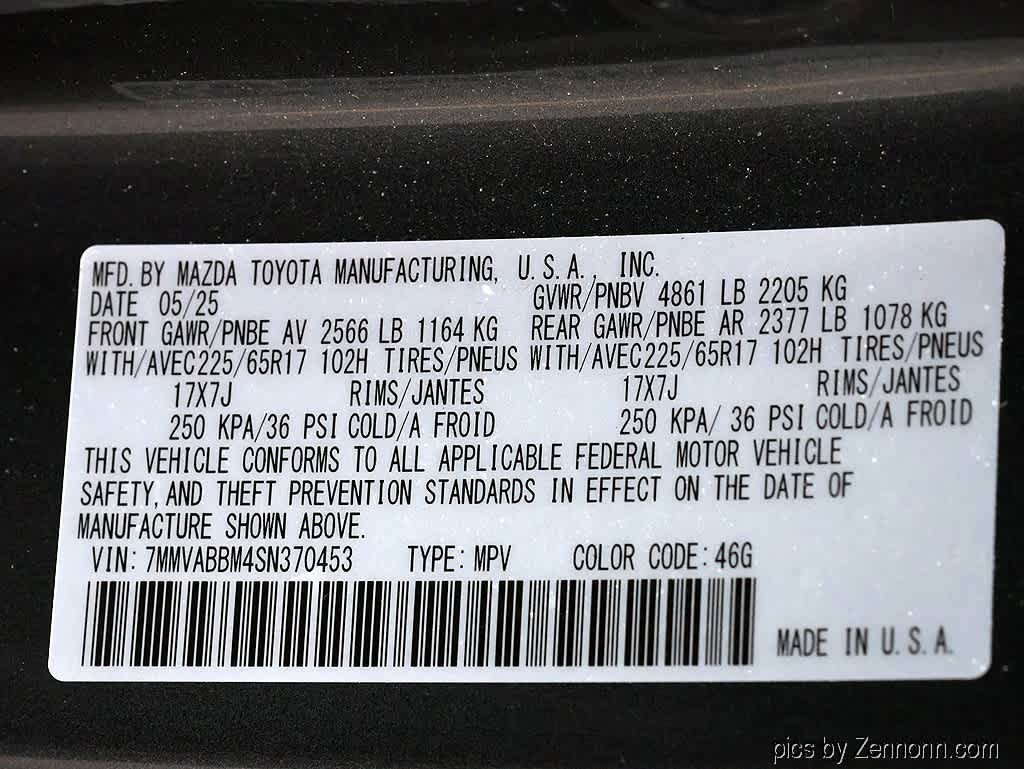 MFD. BY MAZDA TOYOTA MANUFACTURING, U.S.A., INC.
DATE 05/25 GVWR/PNBV 4861 LB 2205 KG
FRONT GAWR/PNBE AV 2566 LB 1164 KG REAR GAWR/PNBE AR 2377 LB 1078 KG
WITH/AVEC225/65R17 102H TIRES/PNEUS WITH/AVEC225/65R17 102H TIRES/PNEUS
17X7J RIMS/JANTES 17X7J RIMS/JANTES
250 KPA/36 PSI COLD/A FROID 250 KPA/ 36 PSI COLD/A FROID
THIS VEHICLE CONFORMS TO ALL APPLICABLE FEDERAL MOTOR VEHICLE
SAFETY, AND THEFT PREVENTION STANDARDS IN EFFECT ON THE DATE OF
MANUFACTURE SHOWN ABOVE.
VIN: 7MMVABBM4SN370453 TYPE: MPV COLOR CODE: 46G
MADE IN U.S.A.
pics by Zennonn.com